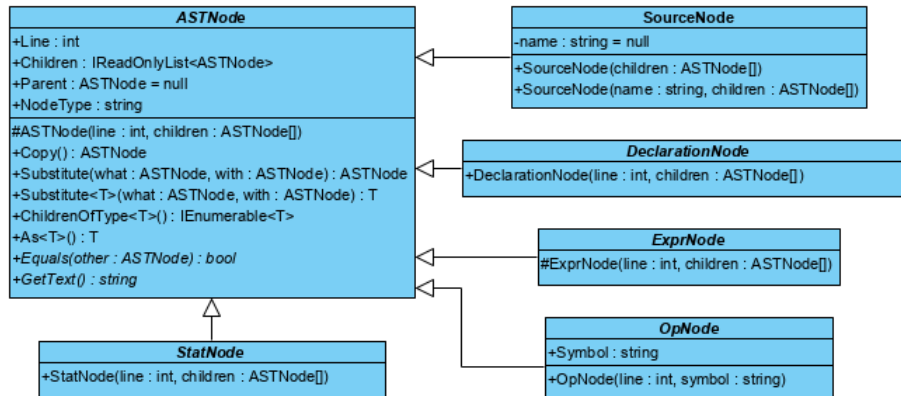 ASTNode
+Line : int
+Children : IReadOnlyList<ASTNode>
+Parent : ASTNode = null
+NodeType : string
#ASTNode(line : int, children : ASTNode[])
+Copy() : ASTNode
+Substitute(what : ASTNode, with : ASTNode) : ASTNode
+Substitute<T>(what : ASTNode, with : ASTNode) : T
+ChildrenOfType<T>() : IEnumerable<T>
+As<T>() : T
+Equals(other : ASTNode) : bool
+GetText() : string
SourceNode
-name : string = null
+SourceNode(children : ASTNode[])
+SourceNode(name : string, children : ASTNode[])
DeclarationNode
+DeclarationNode(line : int, children : ASTNode[])
ExprNode
#ExprNode(line : int, children : ASTNode[])
OpNode
+Symbol : string
+OpNode(line : int, symbol : string)
StatNode
+StatNode(line : int, children : ASTNode[])